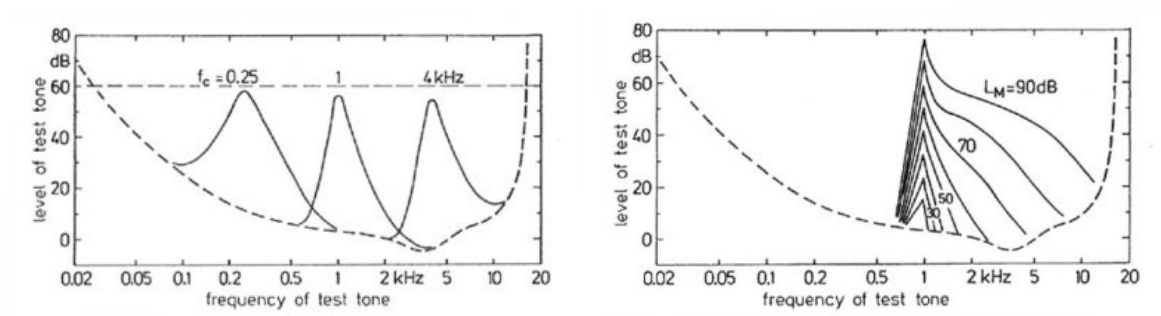 80
dB
60
40
20
0
level of test tone
f_c = 0.25 1 4 kHz
0.02 0.05 0.1 0.2 0.5 1 2 kHz 5 10 20
frequency of test tone
80
dB
60
40
20
0
level of test tone
L_M = 90dB
70
50
30
0.02 0.05 0.1 0.2 0.5 1 2 kHz 5 10 20
frequency of test tone